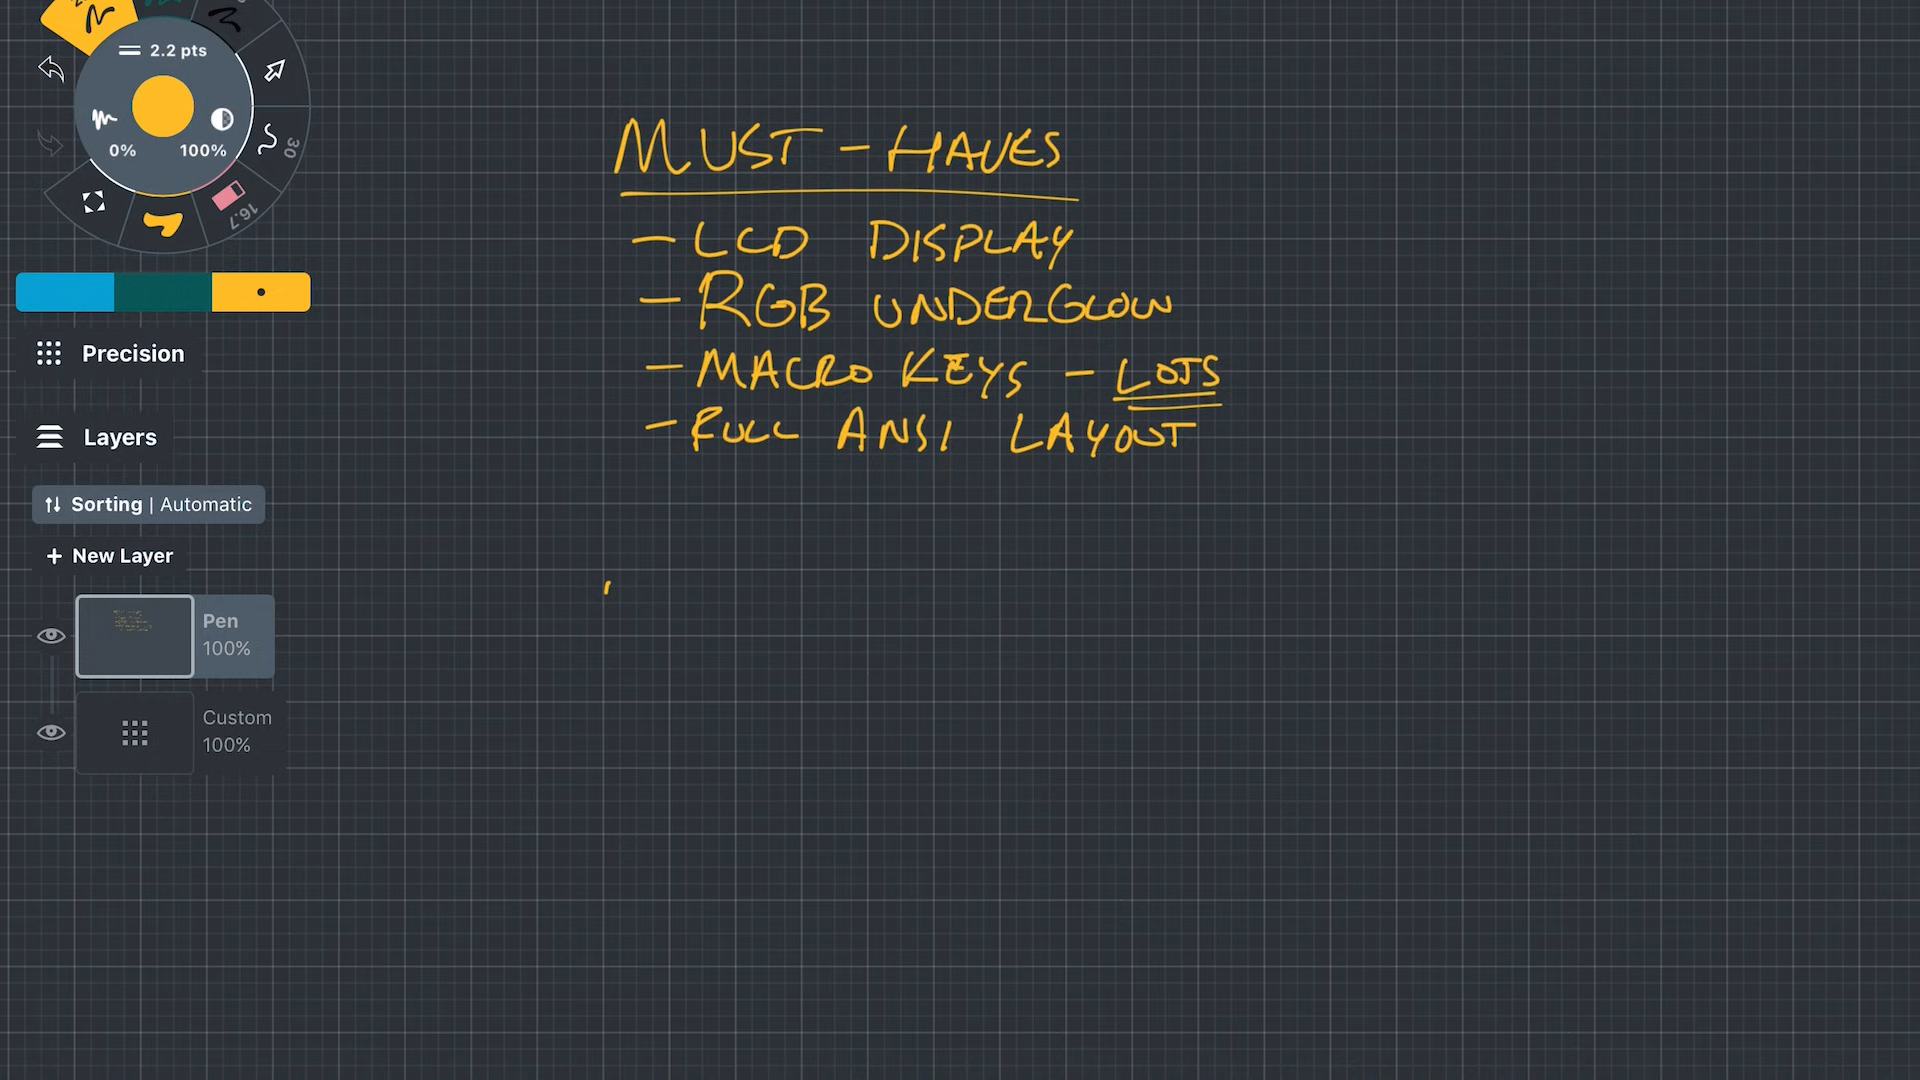 2.2 pts
0%
100%
30
16.7
Precision
Layers
Sorting | Automatic
+ New Layer
Pen
100%
Custom
100%
MUST - HAVES
- LCD DISPLAY
- RGB UNDERGLOW
- MACRO KEYS - LOTS
- FULL ANSI LAYOUT